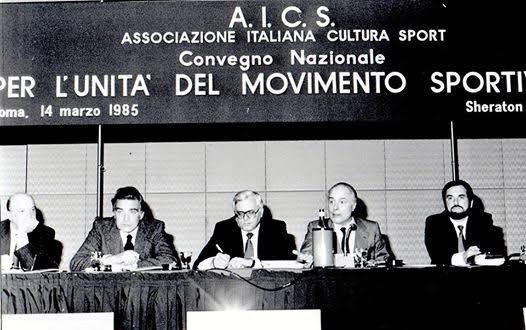 A.I.C.S.
ASSOCIAZIONE ITALIANA CULTURA SPORT
Convegno Nazionale
PER L'UNITA' DEL MOVIMENTO SPORTIV
oma, 14 marzo 1985 Sheraton